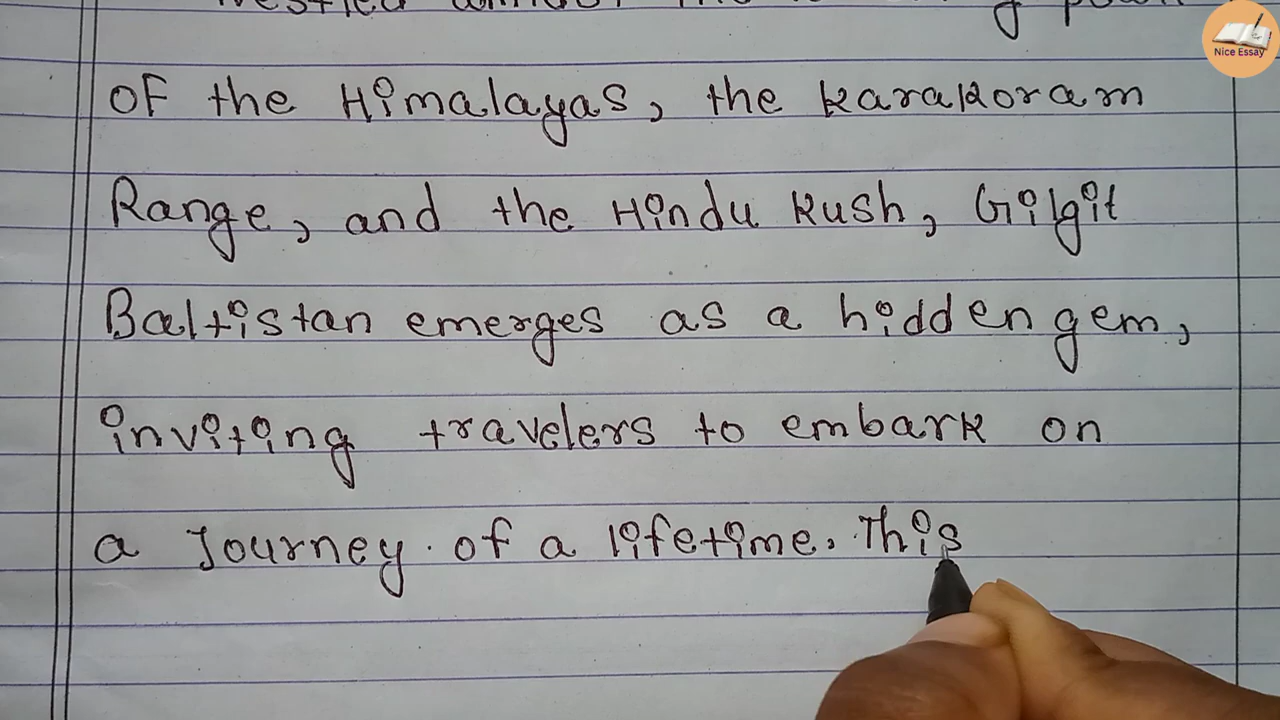 of the Himalayas, the Karakoram
Range, and the Hindu Kush, Gilgit
Baltistan emerges as a hidden gem,
inviting travelers to embark on
a Journey. of a lifetime. This
Nice Essay